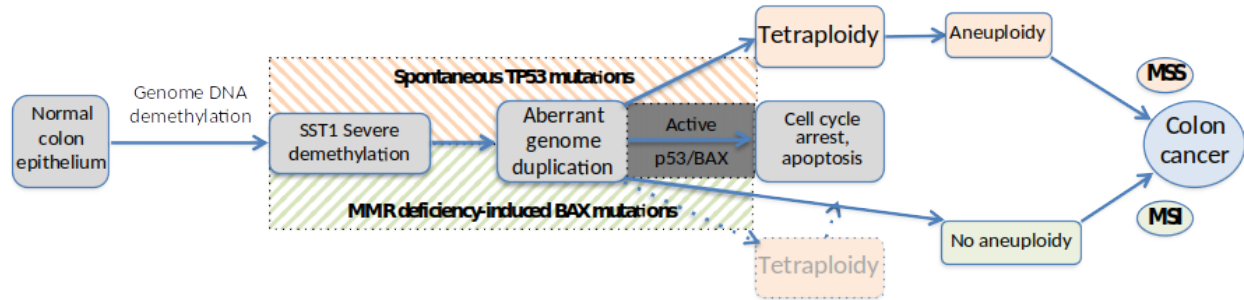 Normal
colon
epithelium
Genome DNA
demethylation
Spontaneous TP53 mutations
SST1 Severe
demethylation
Aberrant
genome
duplication
Active
p53/BAX
MMR deficiency-induced BAX mutations
Tetraploidy
Aneuploidy
Cell cycle
arrest,
apoptosis
Tetraploidy
No aneuploidy
MSS
Colon
cancer
MSI